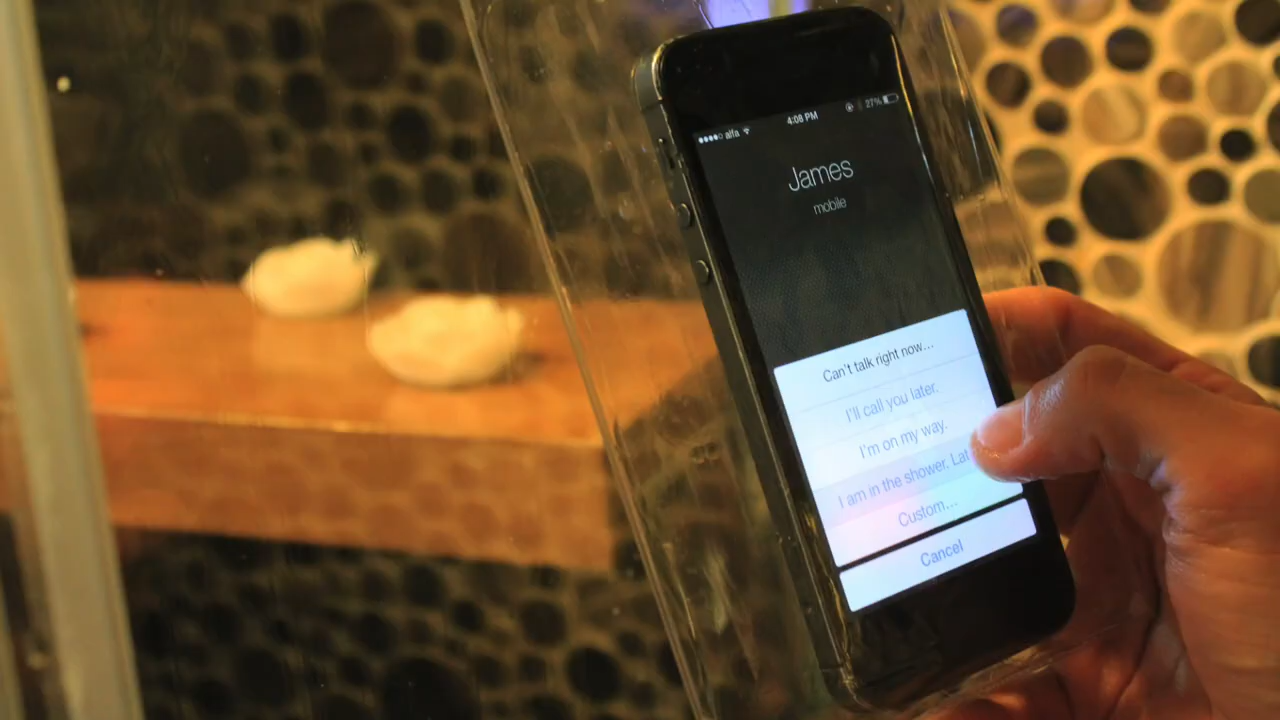 alfa 4:08 PM 27%
James
mobile
Can't talk right now...
I'll call you later.
I'm on my way.
I am in the shower. Lat
Custom...
Cancel